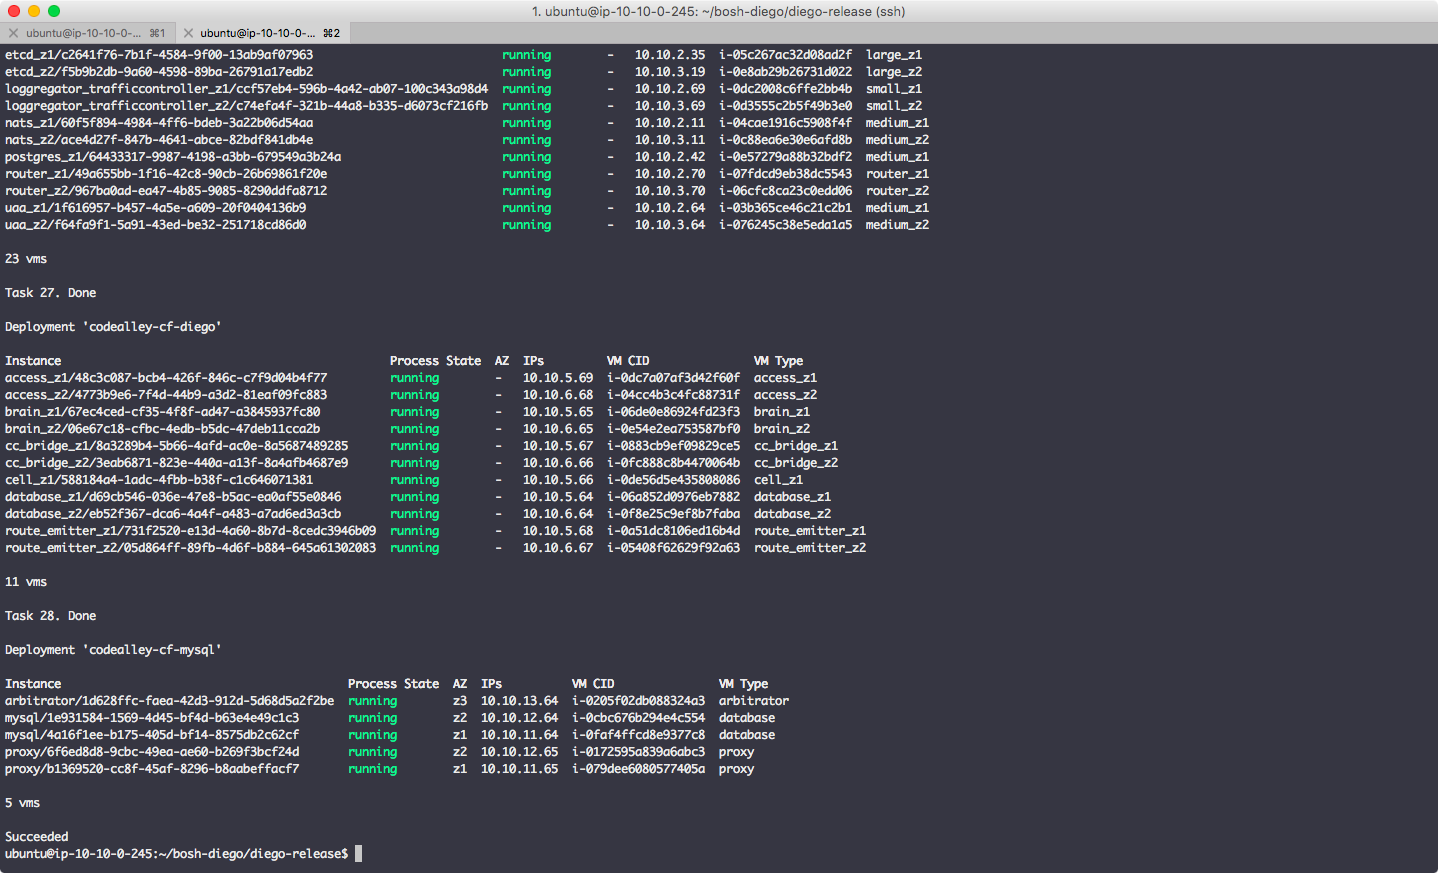 1. ubuntu@ip-10-10-0-245: ~/bosh-diego/diego-release (ssh)
ubuntu@ip-10-10-0-... ⌘1 ubuntu@ip-10-10-0-... ⌘2
etcd_z1/c2641f76-7b1f-4584-9f00-13ab9af07963 running - 10.10.2.35 i-05c267ac32d08ad2f large_z1
etcd_z2/f5b9b2db-9a60-4598-89ba-26791a17edb2 running - 10.10.3.19 i-0e8ab29b26731d022 large_z2
loggregator_trafficcontroller_z1/ccf57eb4-596b-4a42-ab07-100c343a98d4 running - 10.10.2.69 i-0dc2008c6ffe2bb4b small_z1
loggregator_trafficcontroller_z2/c74efa4f-321b-44a8-b335-d6073cf216fb running - 10.10.3.69 i-0d3555c2b5f49b3e0 small_z2
nats_z1/60f5f894-4984-4ff6-bdeb-3a22b06d54aa running - 10.10.2.11 i-04cae1916c5908f4f medium_z1
nats_z2/ace4d27f-847b-4641-abce-82bdf841db4e running - 10.10.3.11 i-0c88ea6e30e6afd8b medium_z2
postgres_z1/64433317-9987-4198-a3bb-679549a3b24a running - 10.10.2.42 i-0e57279a88b32bdf2 medium_z1
router_z1/49a655bb-1f16-42c8-90cb-26b69861f20e running - 10.10.2.70 i-07fdcd9eb38dc5543 router_z1
router_z2/967ba0ad-ea47-4b85-9085-8290ddfa8712 running - 10.10.3.70 i-06cfc8ca23c0edd06 router_z2
uaa_z1/1f616957-b457-4a5e-a609-20f0404136b9 running - 10.10.2.64 i-03b365ce46c21c2b1 medium_z1
uaa_z2/f64fa9f1-5a91-43ed-be32-251718cd86d0 running - 10.10.3.64 i-076245c38e5eda1a5 medium_z2
23 vms
Task 27. Done
Deployment 'codealley-cf-diego'
Instance Process State AZ IPs VM CID VM Type
access_z1/48c3c087-bcb4-426f-846c-c7f9d04b4f77 running - 10.10.5.69 i-0dc7a07af3d42f60f access_z1
access_z2/4773b9e6-7f4d-44b9-a3d2-81eaf09fc883 running - 10.10.6.68 i-04cc4b3c4fc88731f access_z2
brain_z1/67ec4ced-cf35-4f8f-ad47-a3845937fc80 running - 10.10.5.65 i-06de0e86924fd23f3 brain_z1
brain_z2/06e67c18-cfbc-4edb-b5dc-47deb11cca2b running - 10.10.6.65 i-0e54e2ea753587bf0 brain_z2
cc_bridge_z1/8a3289b4-5b66-4afd-ac0e-8a5687489285 running - 10.10.5.67 i-0883cb9ef09829ce5 cc_bridge_z1
cc_bridge_z2/3eab6871-823e-440a-a13f-8a4afb4687e9 running - 10.10.6.66 i-0fc888c8b4470064b cc_bridge_z2
cell_z1/588184a4-1adc-4fbb-b38f-c1c646071381 running - 10.10.5.66 i-0de56d5e435808086 cell_z1
database_z1/d69cb546-036e-47e8-b5ac-ea0af55e0846 running - 10.10.5.64 i-06a852d0976eb7882 database_z1
database_z2/eb52f367-dca6-4a4f-a483-a7ad6ed3a3cb running - 10.10.6.64 i-0f8e25c9ef8b7faba database_z2
route_emitter_z1/731f2520-e13d-4a60-8b7d-8cedc3946b09 running - 10.10.5.68 i-0a51dc8106ed16b4d route_emitter_z1
route_emitter_z2/05d864ff-89fb-4d6f-b884-645a61302083 running - 10.10.6.67 i-05408f62629f92a63 route_emitter_z2
11 vms
Task 28. Done
Deployment 'codealley-cf-mysql'
Instance Process State AZ IPs VM CID VM Type
arbitrator/1d628ffc-faea-42d3-912d-5d68d5a2f2be running z3 10.10.13.64 i-0205f02db088324a3 arbitrator
mysql/1e931584-1569-4d45-bf4d-b63e4e49c1c3 running z2 10.10.12.64 i-0cbc676b294e4c554 database
mysql/4a16f1ee-b175-405d-bf14-8575db2c62cf running z1 10.10.11.64 i-0faf4ffcd8e9377c8 database
proxy/6f6ed8d8-9cbc-49ea-ae60-b269f3bcf24d running z2 10.10.12.65 i-0172595a839a6abc3 proxy
proxy/b1369520-cc8f-45af-8296-b8aabeffacf7 running z1 10.10.11.65 i-079dee6080577405a proxy
5 vms
Succeeded
ubuntu@ip-10-10-0-245:~/bosh-diego/diego-release$